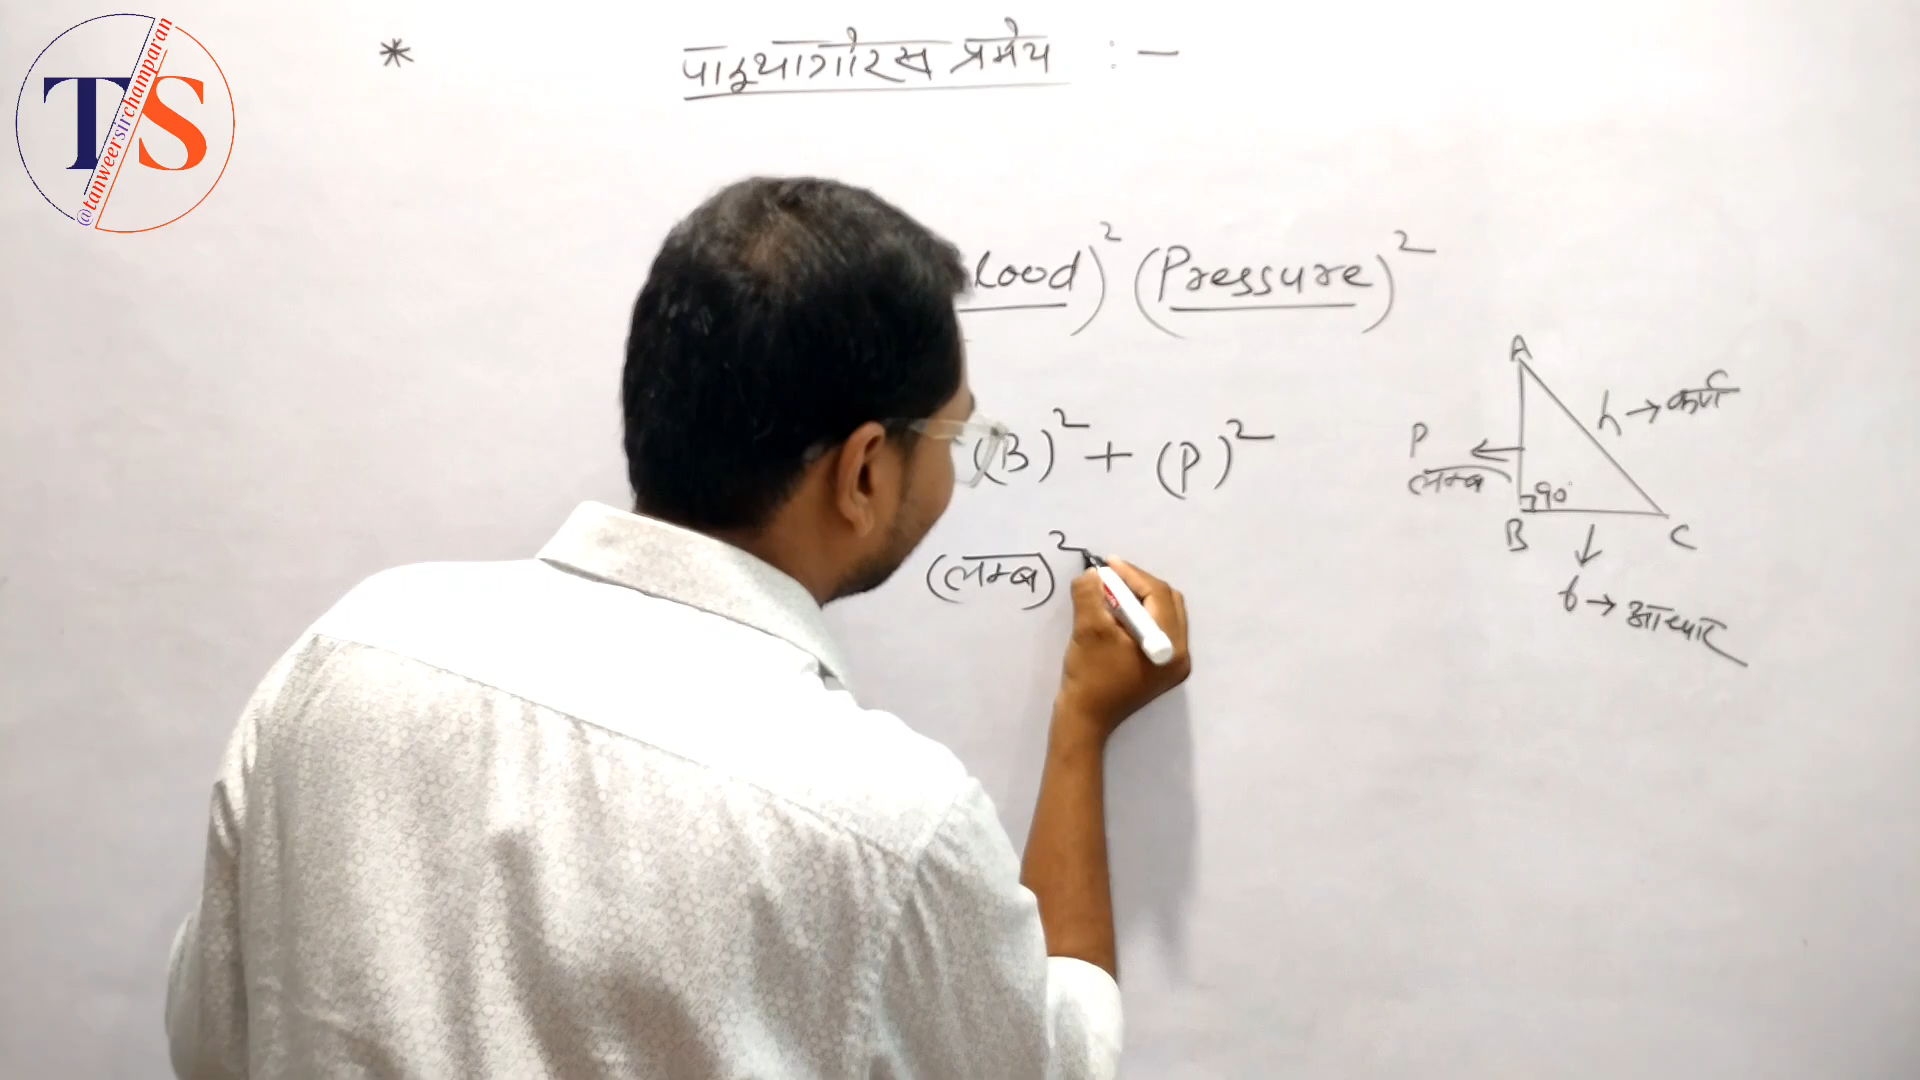 TS
@tanweersirchamparan
* पाइथागोरस प्रमेय :-
lood)² (Pressure)²
(B)² + (P)²
(लम्ब)²
A
h → कर्ण
P
लम्ब
90°
B
C
b → आधार